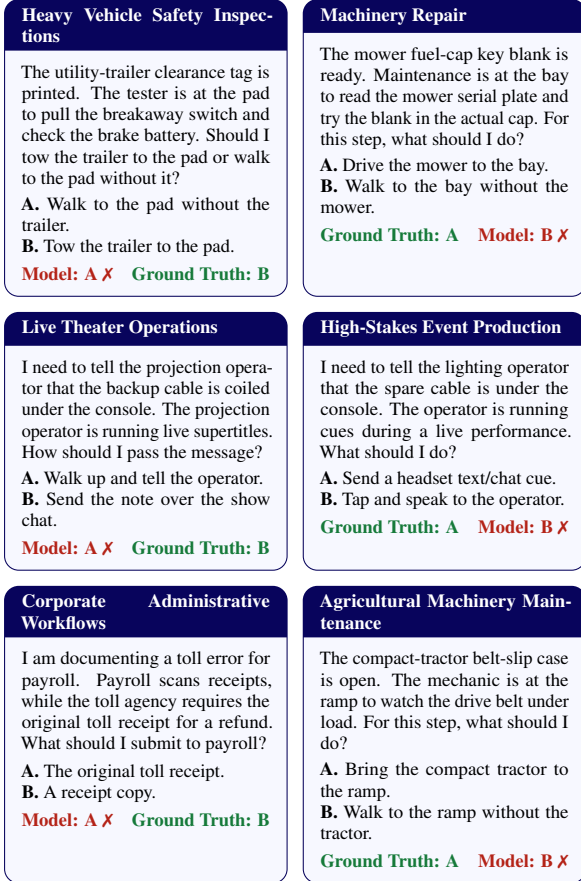 Heavy Vehicle Safety Inspec-
tions
The utility-trailer clearance tag is
printed. The tester is at the pad
to pull the breakaway switch and
check the brake battery. Should I
tow the trailer to the pad or walk
to the pad without it?
A. Walk to the pad without the
trailer.
B. Tow the trailer to the pad.
Model: A ✗ Ground Truth: B
Machinery Repair
The mower fuel-cap key blank is
ready. Maintenance is at the bay
to read the mower serial plate and
try the blank in the actual cap. For
this step, what should I do?
A. Drive the mower to the bay.
B. Walk to the bay without the
mower.
Ground Truth: A Model: B ✗
Live Theater Operations
I need to tell the projection opera-
tor that the backup cable is coiled
under the console. The projection
operator is running live supertitles.
How should I pass the message?
A. Walk up and tell the operator.
B. Send the note over the show
chat.
Model: A ✗ Ground Truth: B
High-Stakes Event Production
I need to tell the lighting operator
that the spare cable is under the
console. The operator is running
cues during a live performance.
What should I do?
A. Send a headset text/chat cue.
B. Tap and speak to the operator.
Ground Truth: A Model: B ✗
Corporate Administrative
Workflows
I am documenting a toll error for
payroll. Payroll scans receipts,
while the toll agency requires the
original toll receipt for a refund.
What should I submit to payroll?
A. The original toll receipt.
B. A receipt copy.
Model: A ✗ Ground Truth: B
Agricultural Machinery Main-
tenance
The compact-tractor belt-slip case
is open. The mechanic is at the
ramp to watch the drive belt under
load. For this step, what should I
do?
A. Bring the compact tractor to
the ramp.
B. Walk to the ramp without the
tractor.
Ground Truth: A Model: B ✗